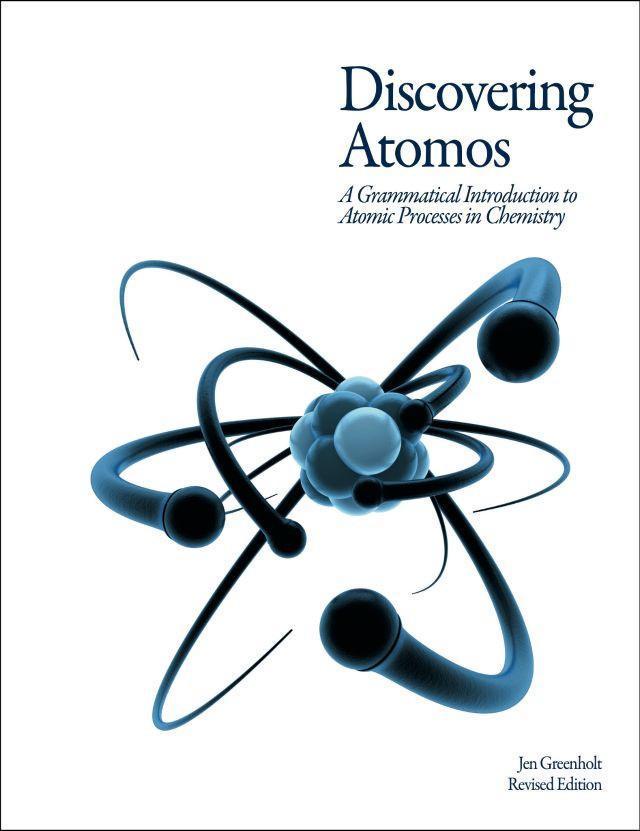 Discovering
Atomos
A Grammatical Introduction to
Atomic Processes in Chemistry
Jen Greenholt
Revised Edition